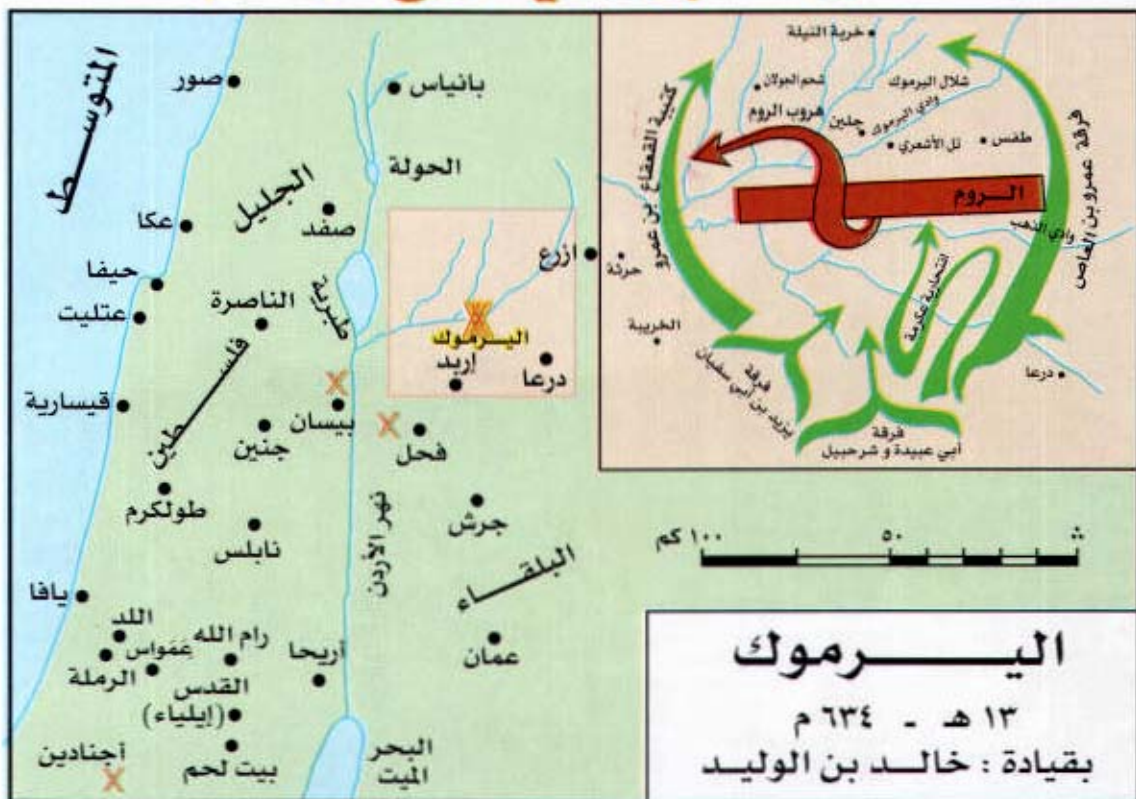 المتوسط
صور
بانياس
الحولة
الجليل
صفد
عكا
حيفا
عتليت
الناصرة
طبرية
ازرع
اليرموك
إربد
درعا
فلسطين
قيسارية
بيسان
جنين
فحل
طولكرم
نابلس
نهر الأردن
جرش
البلقاء
يافا
اللد
عمواس
رام الله
أريحا
عمان
الرملة
القدس
(إيلياء)
أجنادين
بيت لحم
البحر
الميت
خربة النيلة
شحم الجولان
شلال اليرموك
وادي اليرموك
هروب الروم
جلين
تل الأشعري
طفس
كتيبة القعقاع بن عمرو
فرقة عمرو بن العاص
الروم
وادي الذهب
حرثة
انتحارية عكرمة
الخريبة
درعا
فرقة
يزيد بن أبي سفيان
فرقة
أبي عبيدة و شرحبيل
١٠٠ كم
٥٠
اليرموك
١٣ هـ - ٦٣٤ م
بقيادة : خالد بن الوليد